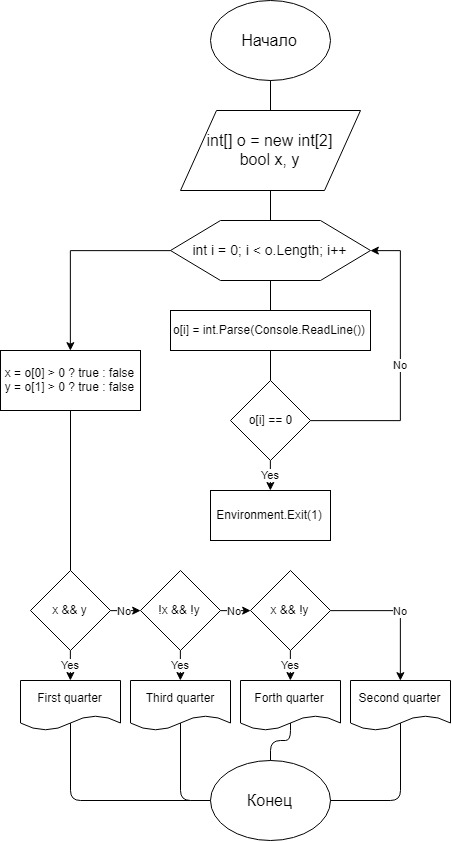 Начало
int[] o = new int[2]
bool x, y
int i = 0; i < o.Length; i++
o[i] = int.Parse(Console.ReadLine())
No
x = o[0] > 0 ? true : false
y = o[1] > 0 ? true : false
o[i] == 0
Yes
Environment.Exit(1)
x && y
No
!x && !y
No
x && !y
No
Yes
Yes
Yes
First quarter
Third quarter
Forth quarter
Second quarter
Конец